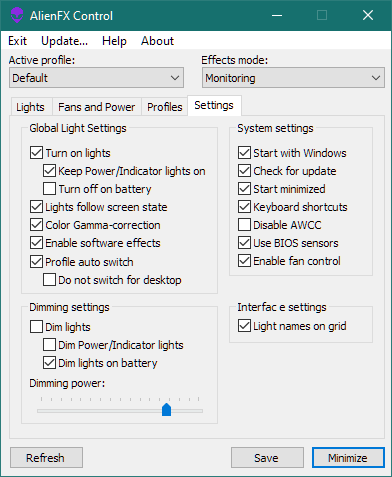 AlienFX Control
Exit Update... Help About
Active profile: Effects mode:
Default Monitoring
Lights Fans and Power Profiles Settings
Global Light Settings
Turn on lights
Keep Power/Indicator lights on
Turn off on battery
Lights follow screen state
Color Gamma-correction
Enable software effects
Profile auto switch
Do not switch for desktop
System settings
Start with Windows
Check for update
Start minimized
Keyboard shortcuts
Disable AWCC
Use BIOS sensors
Enable fan control
Dimming settings
Dim lights
Dim Power/Indicator lights
Dim lights on battery
Dimming power:
Interfac e settings
Light names on grid
Refresh Save Minimize